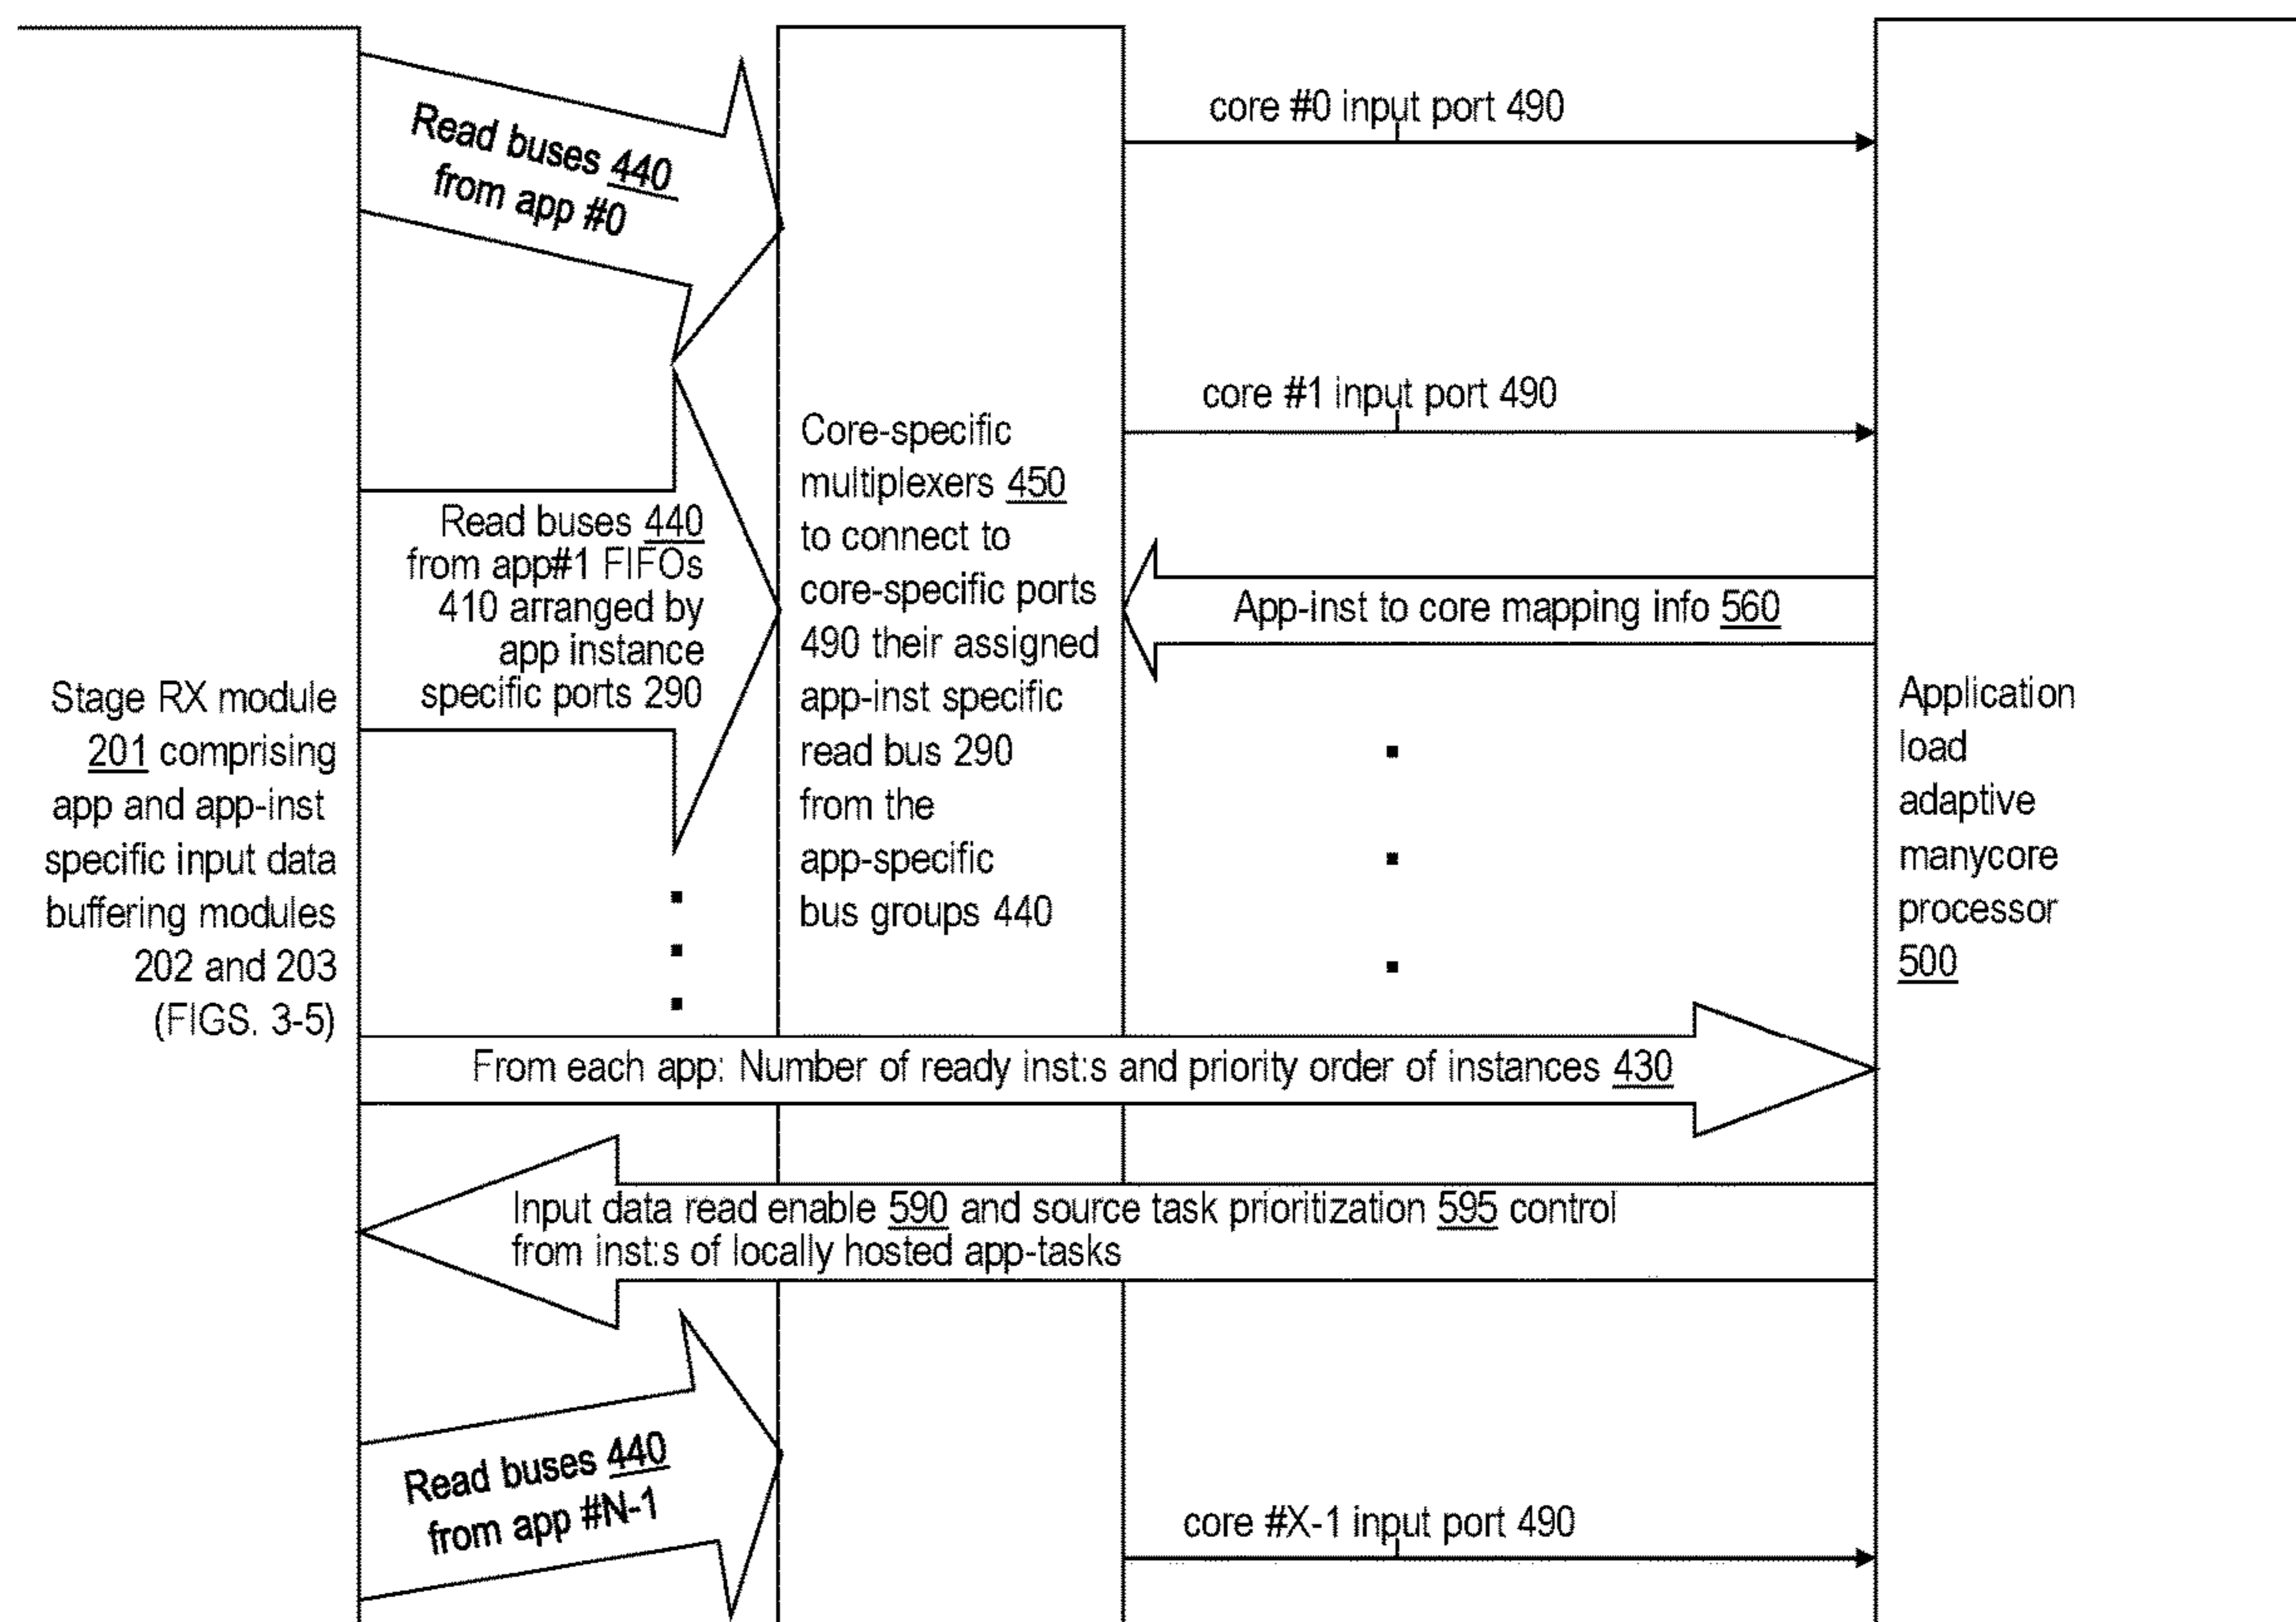 Read buses 440
from app #0
core #0 input port 490
core #1 input port 490
Read buses 440
from app#1 FIFOs
410 arranged by
app instance
specific ports 290
Core-specific
multiplexers 450
to connect to
core-specific ports
490 their assigned
app-inst specific
read bus 290
from the
app-specific
bus groups 440
App-inst to core mapping info 560
Stage RX module
201 comprising
app and app-inst
specific input data
buffering modules
202 and 203
(FIGS. 3-5)
Application
load
adaptive
manycore
processor
500
From each app: Number of ready inst:s and priority order of instances 430
Input data read enable 590 and source task prioritization 595 control
from inst:s of locally hosted app-tasks
Read buses 440
from app #N-1
core #X-1 input port 490